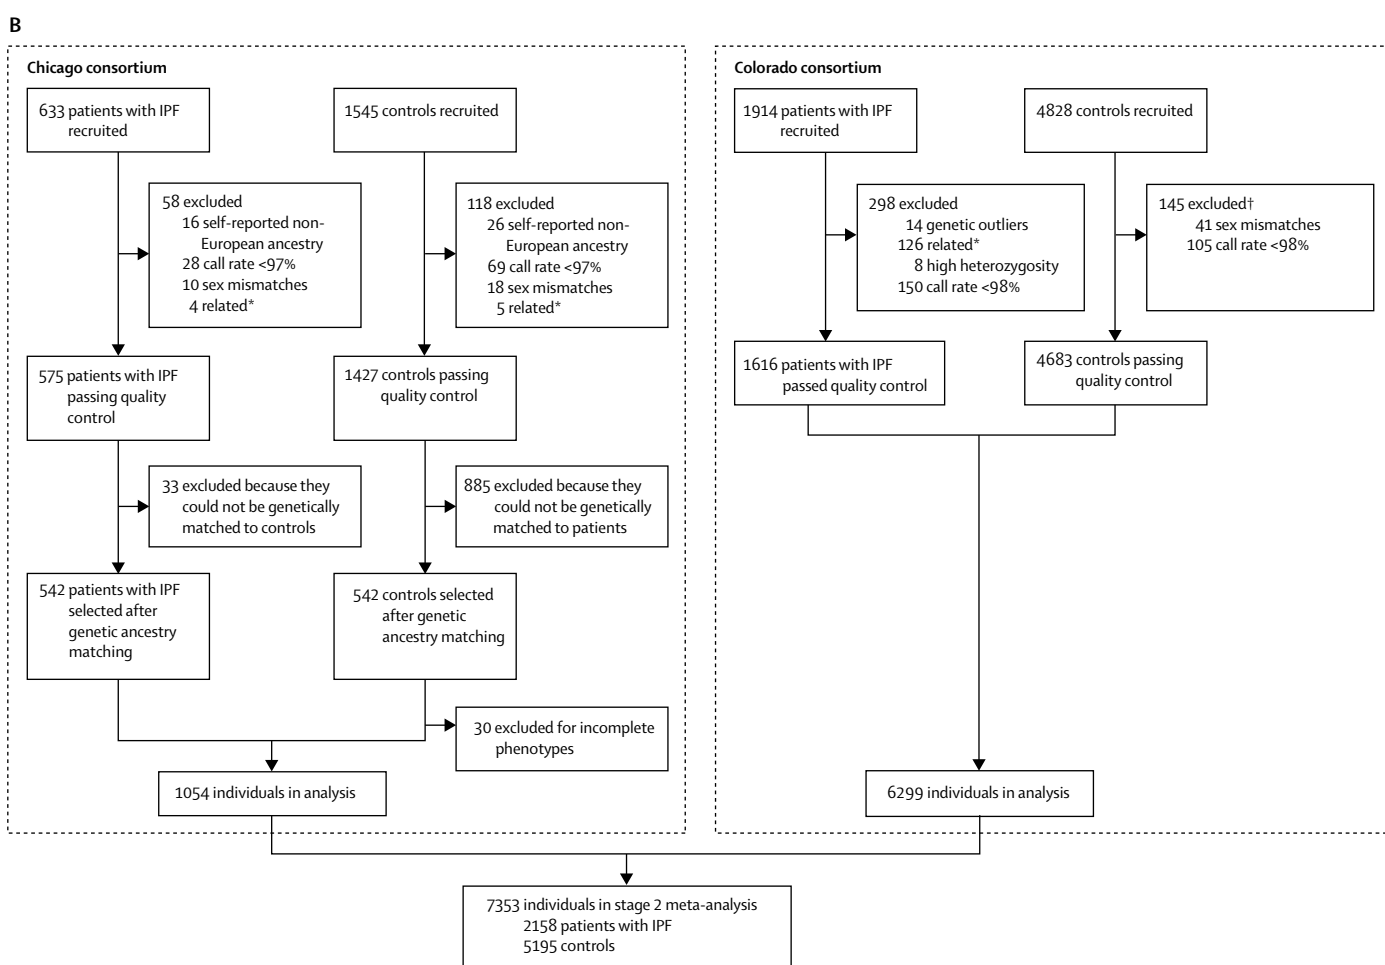 B
Chicago consortium
633 patients with IPF
recruited
1545 controls recruited
58 excluded
16 self-reported non-
European ancestry
28 call rate <97%
10 sex mismatches
4 related*
118 excluded
26 self-reported non-
European ancestry
69 call rate <97%
18 sex mismatches
5 related*
575 patients with IPF
passing quality
control
1427 controls passing
quality control
33 excluded because they
could not be genetically
matched to controls
885 excluded because they
could not be genetically
matched to patients
542 patients with IPF
selected after
genetic ancestry
matching
542 controls selected
after genetic
ancestry matching
30 excluded for incomplete
phenotypes
1054 individuals in analysis
Colorado consortium
1914 patients with IPF
recruited
4828 controls recruited
298 excluded
14 genetic outliers
126 related*
8 high heterozygosity
150 call rate <98%
145 excluded†
41 sex mismatches
105 call rate <98%
1616 patients with IPF
passed quality control
4683 controls passing
quality control
6299 individuals in analysis
7353 individuals in stage 2 meta-analysis
2158 patients with IPF
5195 controls